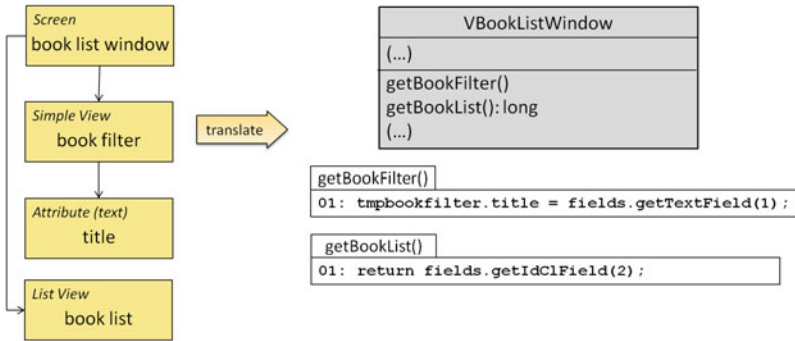 Screen
book list window
Simple View
book filter
Attribute (text)
title
List View
book list
translate
VBookListWindow
(...)
getBookFilter()
getBookList(): long
(...)
getBookFilter()
01: tmpbookfilter.title = fields.getTextField(1);
getBookList()
01: return fields.getIdClField(2);